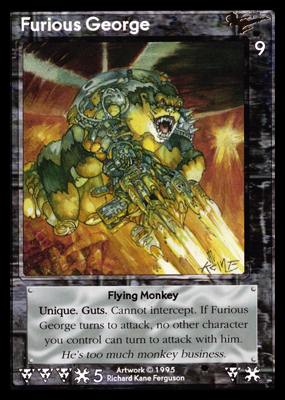 Furious George
9
Flying Monkey
Unique. Guts. Cannot intercept. If Furious
George turns to attack, no other character
you control can turn to attack with him.
He's too much monkey business.
5
Artwork © 1995
Richard Kane Ferguson